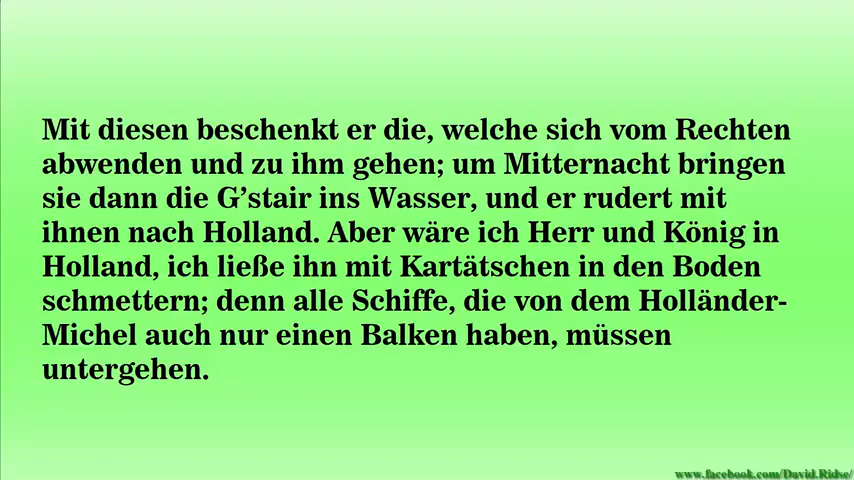 Mit diesen beschenkt er die, welche sich vom Rechten
abwenden und zu ihm gehen; um Mitternacht bringen
sie dann die G’stair ins Wasser, und er rudert mit
ihnen nach Holland. Aber wäre ich Herr und König in
Holland, ich ließe ihn mit Kartätschen in den Boden
schmettern; denn alle Schiffe, die von dem Holländer-
Michel auch nur einen Balken haben, müssen
untergehen.
www.facebook.com/David.Ridse/